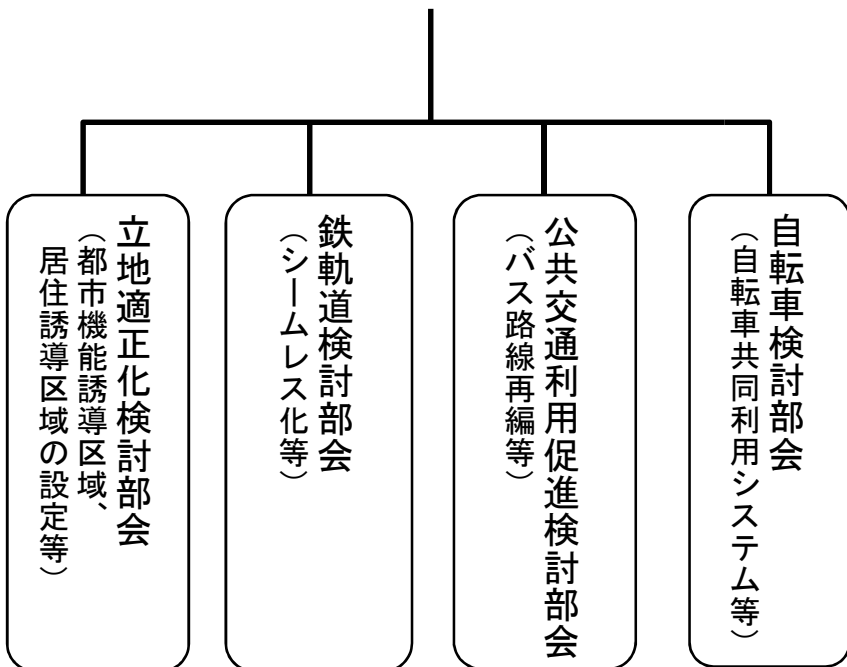 自転車検討部会
（自転車共同利用システム等）
公共交通利用促進検討部会
（バス路線再編等）
鉄軌道検討部会
（シームレス化等）
立地適正化検討部会
（都市機能誘導区域、
居住誘導区域の設定等）